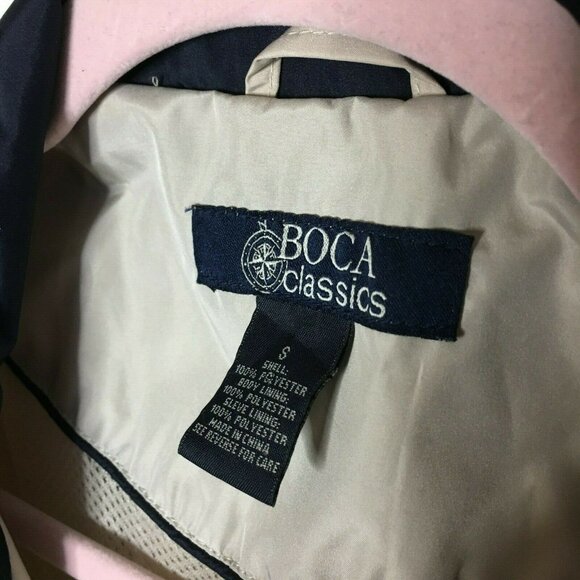 BOCA
classics
S
SHELL:
100% POLYESTER
BODY LINING:
100% POLYESTER
SLEVE LINING:
100% POLYESTER
MADE IN CHINA
SEE REVERSE FOR CARE